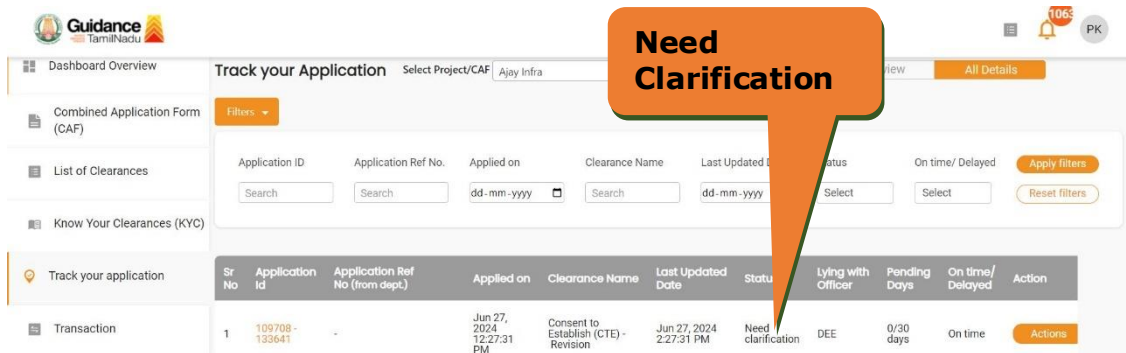 Guidance
TamilNadu
1063
PK
Need
Clarification
Dashboard Overview
Combined Application Form
(CAF)
List of Clearances
Know Your Clearances (KYC)
Track your application
Transaction
Track your Application Select Project/CAF Ajay Infra
All Details
Filters
Application ID Application Ref No. Applied on Clearance Name Last Updated On time/ Delayed
Search Search dd-mm-yyyy Search dd-mm-yyyy Select Select
Apply filters
Reset filters
Sr No Application Id Application Ref No (from dept.) Applied on Clearance Name Last Updated Date Status Lying with Officer Pending Days On time/ Delayed Action
1 109708 - 133641 - Jun 27, 2024 12:27:31 PM Consent to Establish (CTE) - Revision Jun 27, 2024 2:27:31 PM Need clarification DEE 0/30 days On time Actions